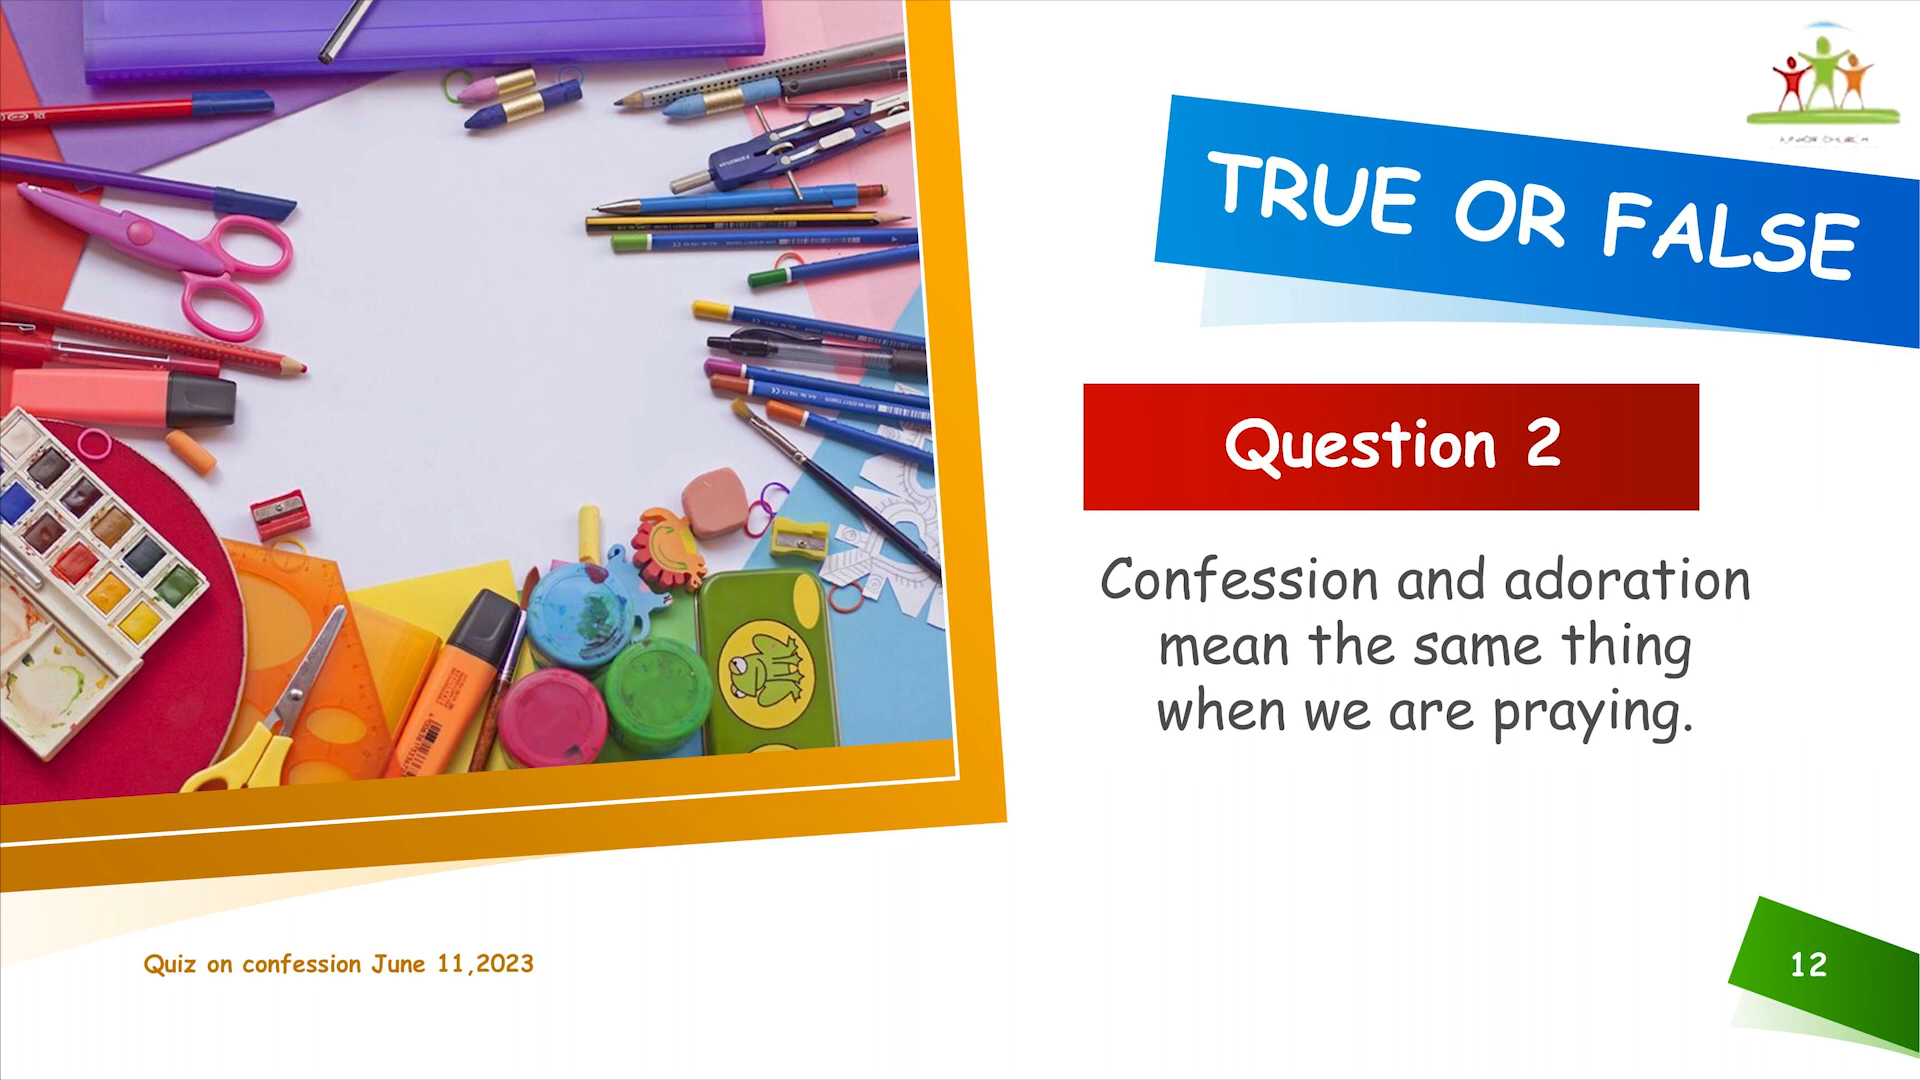 TRUE OR FALSE
Question 2
Confession and adoration
mean the same thing
when we are praying.
Quiz on confession June 11,2023
12